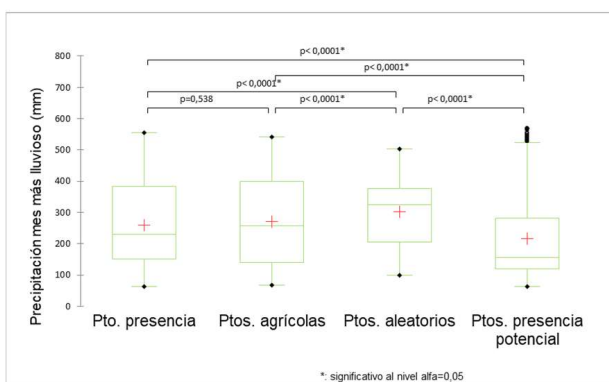 p< 0,0001*
p< 0,0001*
p< 0,0001*
p=0,538
p< 0,0001*
p< 0,0001*
Precipitación mes más lluvioso (mm)
800
700
600
500
400
300
200
100
0
Pto. presencia
Ptos. agrícolas
Ptos. aleatorios
Ptos. presencia
potencial
*: significativo al nivel alfa=0,05